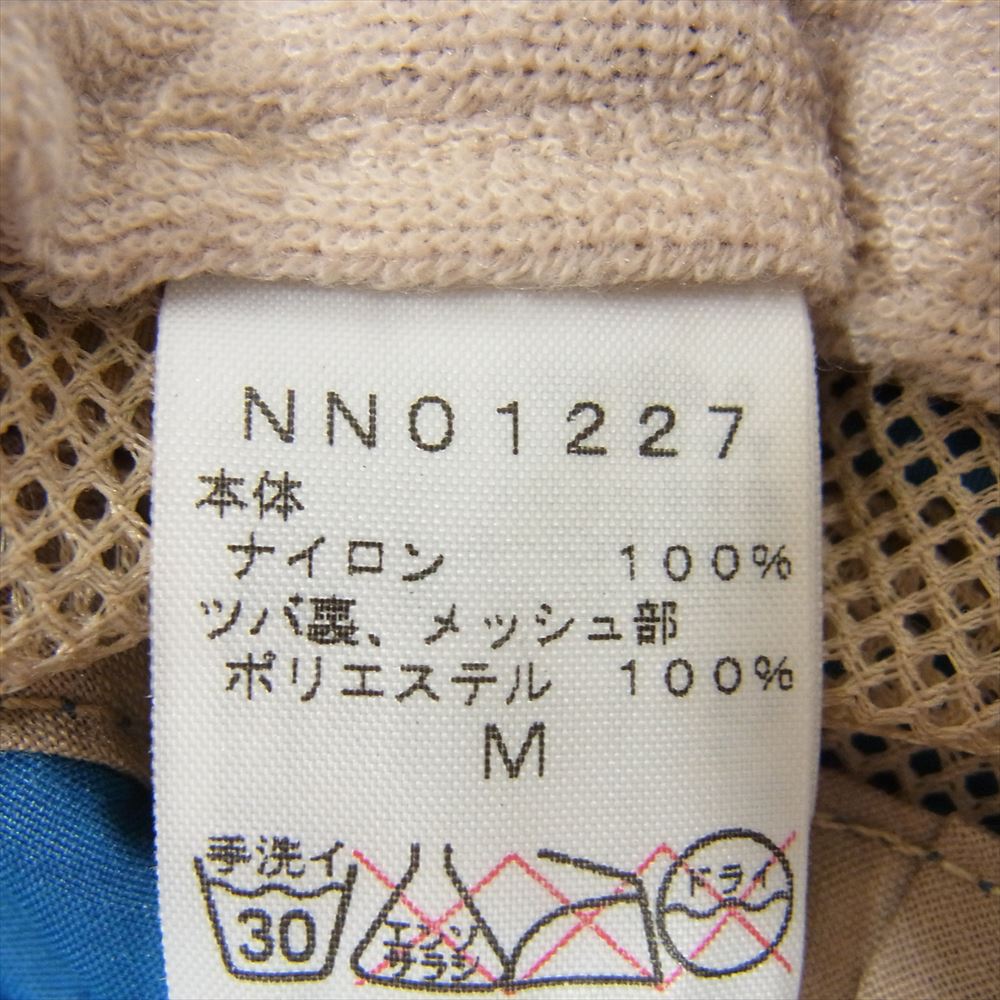 NN01227
本体
ナイロン 100%
ツバ裏、メッシュ部
ポリエステル 100%
M
手洗イ
30
エンソ
サラシ
ドライ